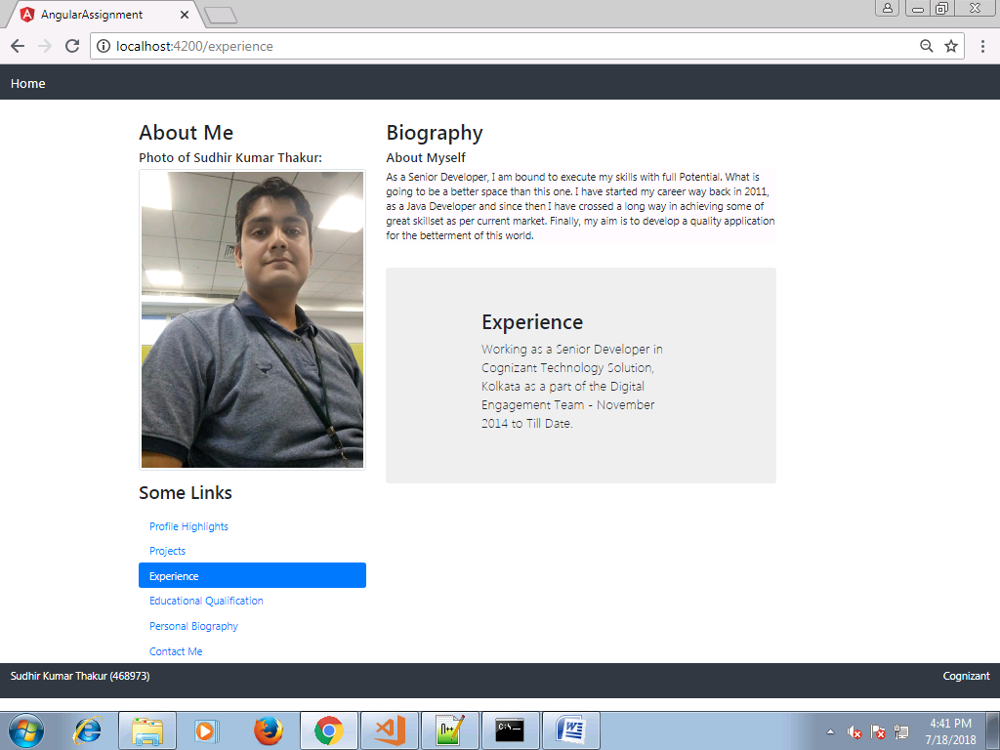 AngularAssignment
localhost:4200/experience
Home
About Me
Photo of Sudhir Kumar Thakur:
Some Links
Profile Highlights
Projects
Experience
Educational Qualification
Personal Biography
Contact Me
Biography
About Myself
As a Senior Developer, I am bound to execute my skills with full Potential. What is
going to be a better space than this one. I have started my career way back in 2011,
as a Java Developer and since then I have crossed a long way in achieving some of
great skillset as per current market. Finally, my aim is to develop a quality application
for the betterment of this world.
Experience
Working as a Senior Developer in
Cognizant Technology Solution,
Kolkata as a part of the Digital
Engagement Team - November
2014 to Till Date.
Sudhir Kumar Thakur (468973)
Cognizant
4:41 PM
7/18/2018